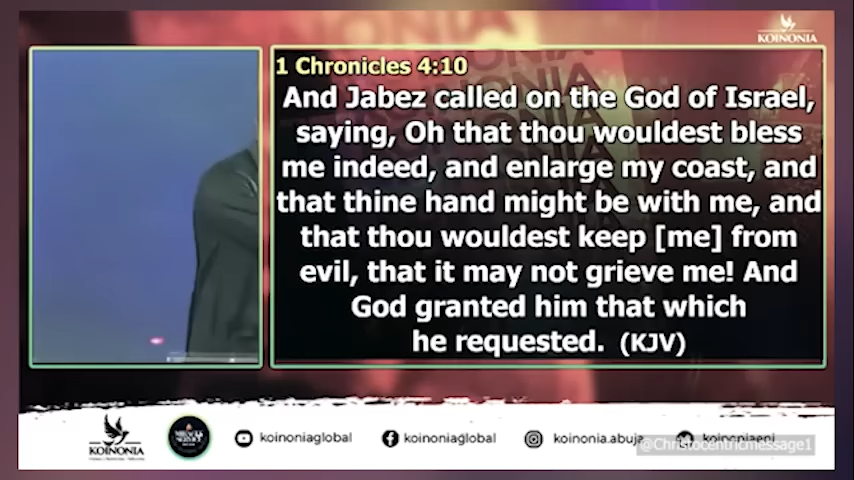 KOINONIA
1 Chronicles 4:10
And Jabez called on the God of Israel,
saying, Oh that thou wouldest bless
me indeed, and enlarge my coast, and
that thine hand might be with me, and
that thou wouldest keep [me] from
evil, that it may not grieve me! And
God granted him that which
he requested. (KJV)
KOINONIA
MIRACLE
SERVICE
koinoniaglobal
koinoniaglobal
koinonia.abuja
@Christocentricmessage1